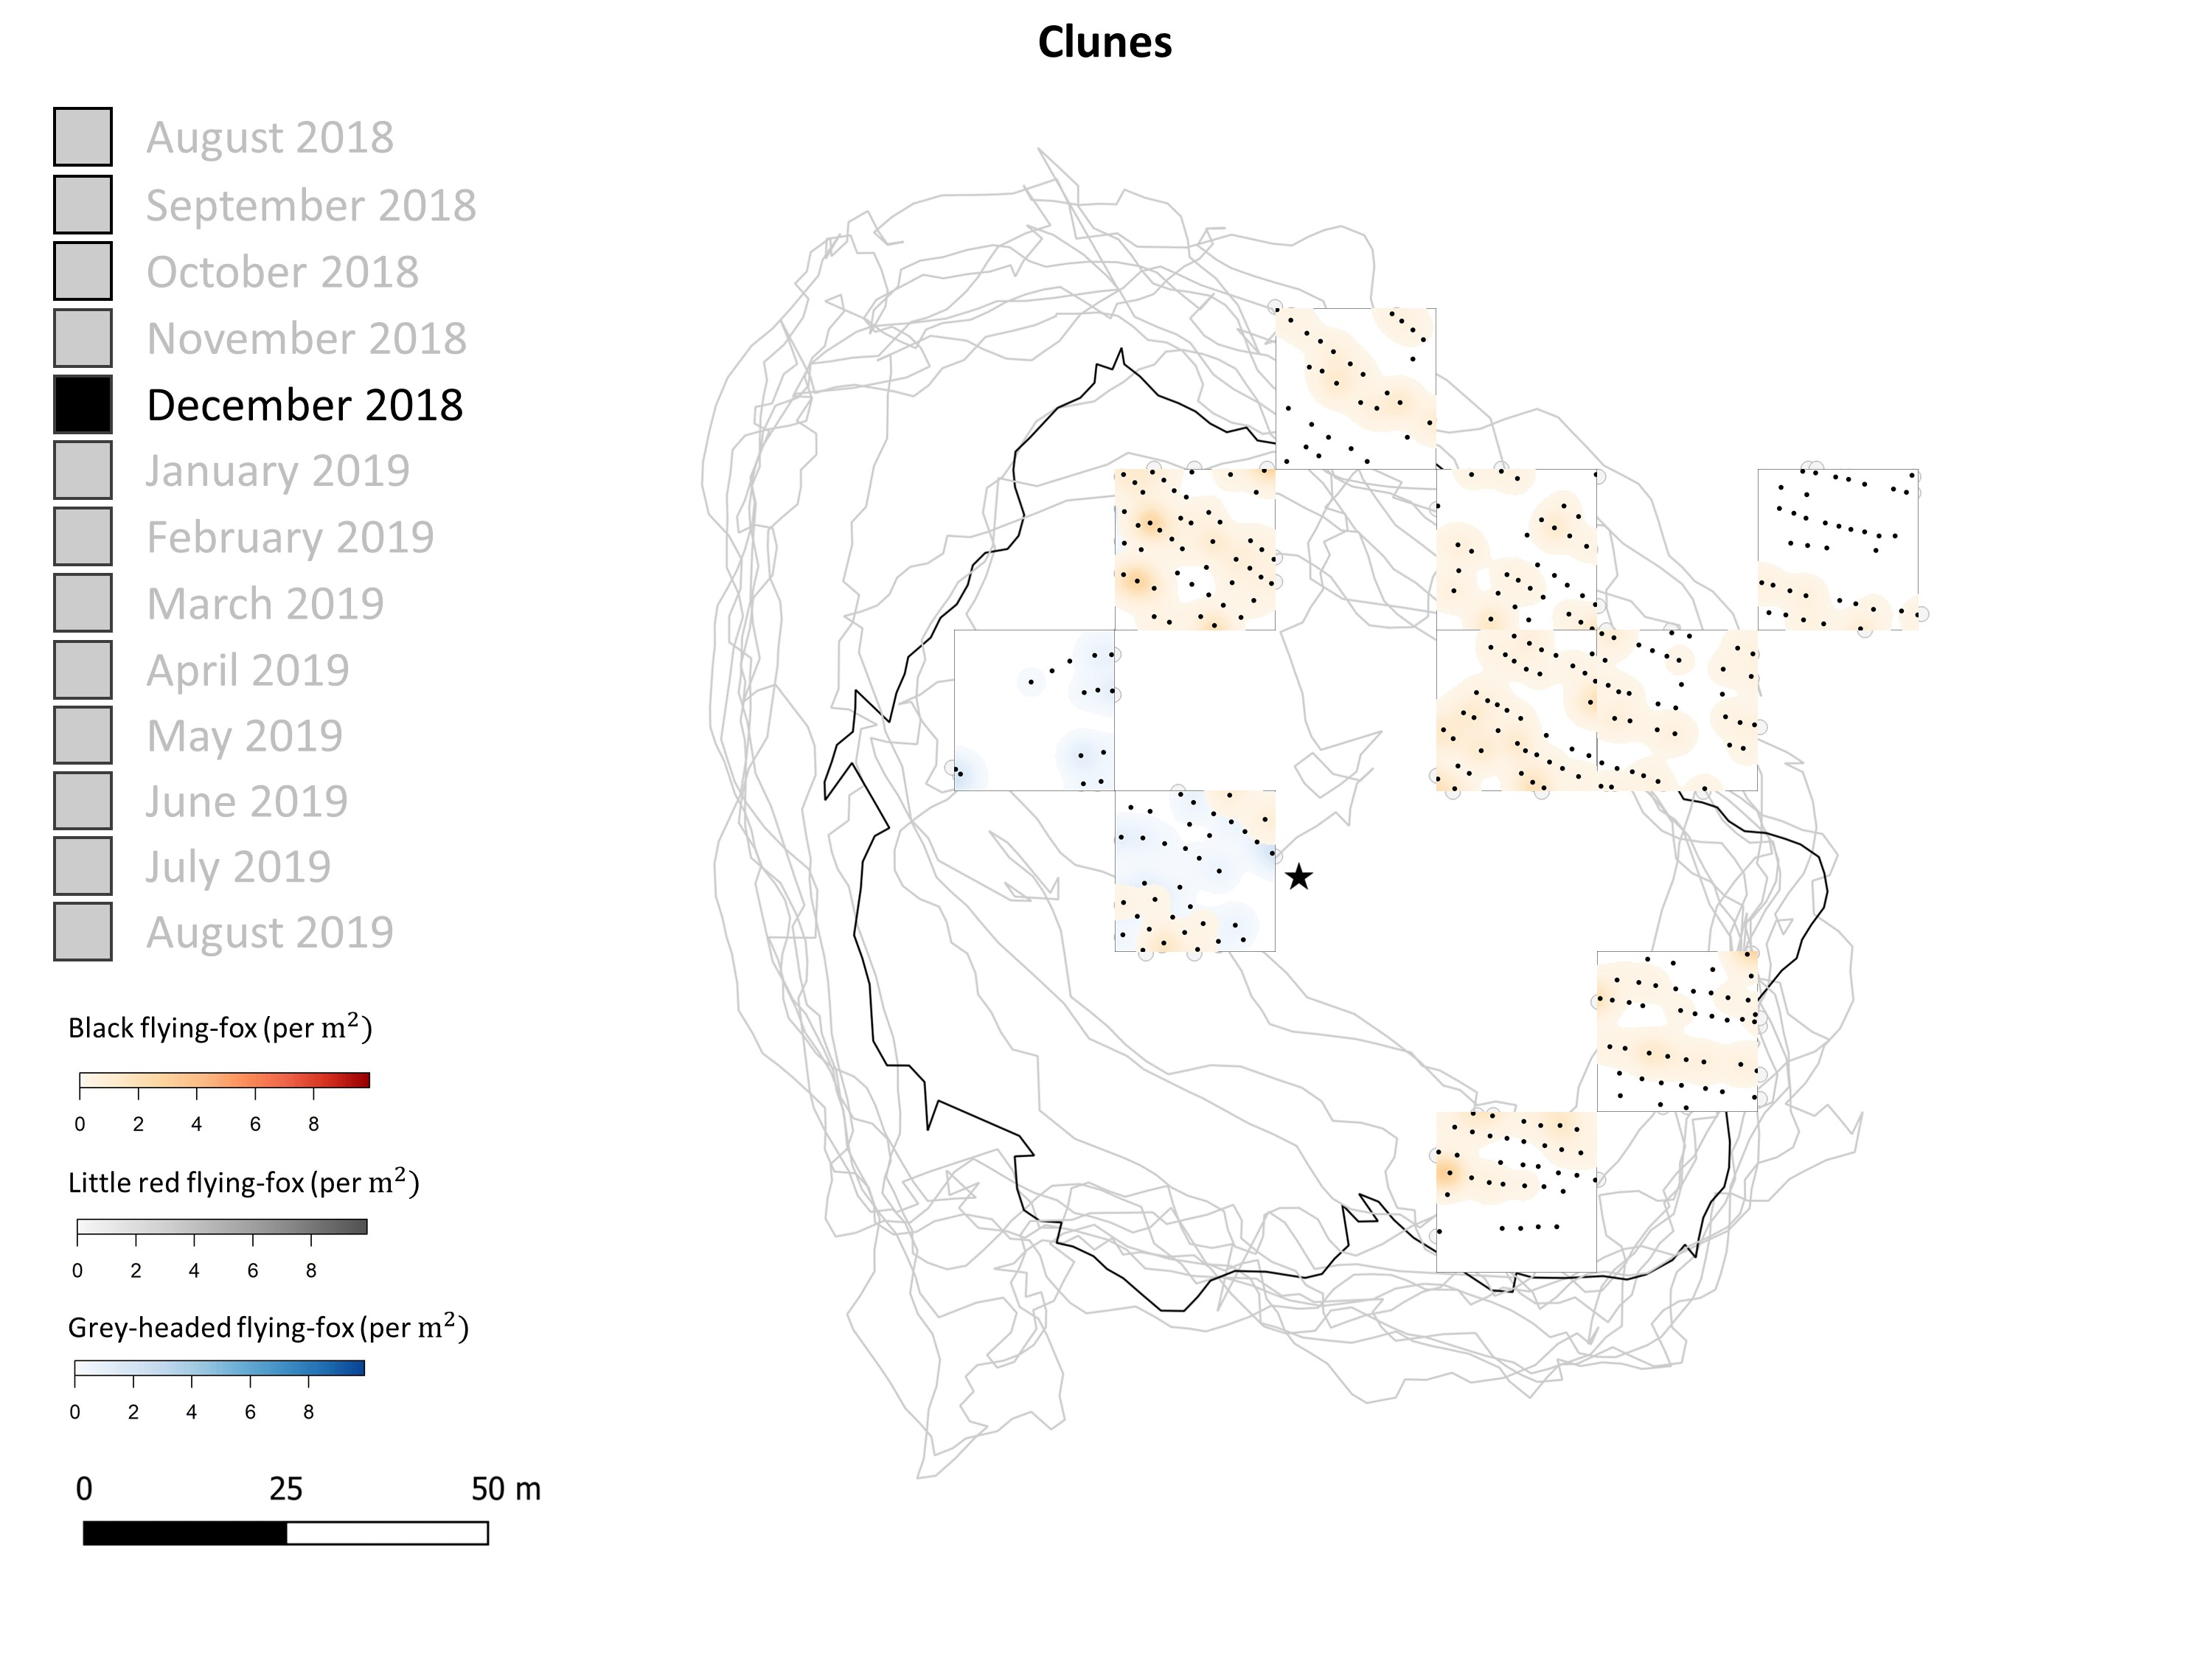 Clunes
August 2018
September 2018
October 2018
November 2018
December 2018
January 2019
February 2019
March 2019
April 2019
May 2019
June 2019
July 2019
August 2019
Black flying-fox (per m²)
0 2 4 6 8
Little red flying-fox (per m²)
0 2 4 6 8
Grey-headed flying-fox (per m²)
0 2 4 6 8
0 25 50 m